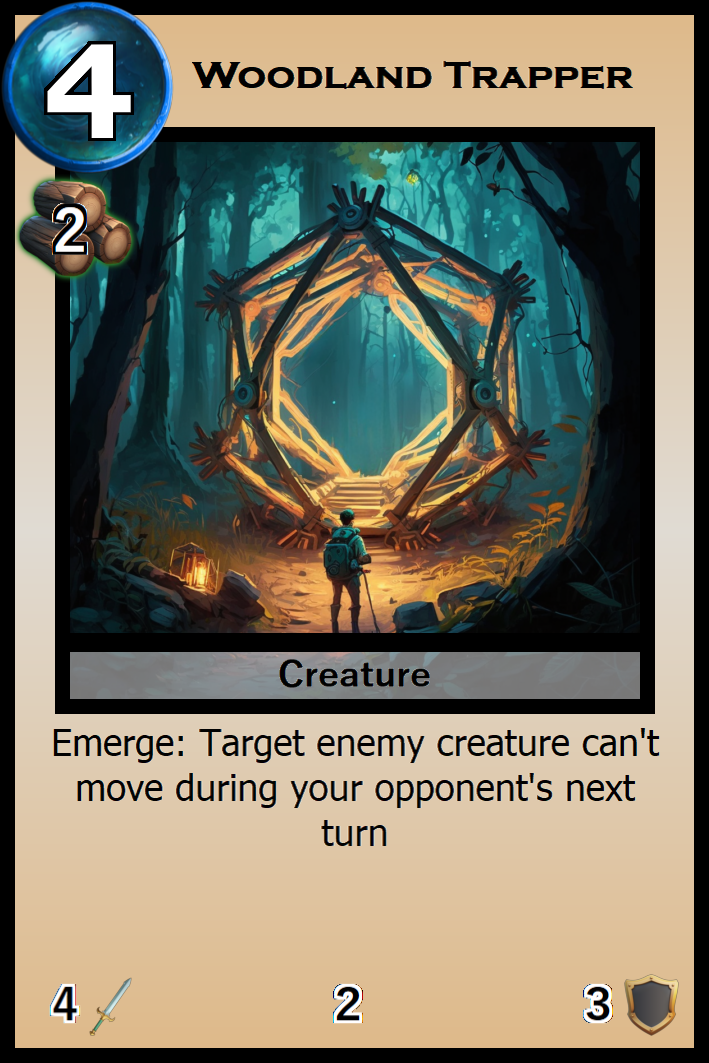 4
Woodland Trapper
2
Creature
Emerge: Target enemy creature can't
move during your opponent's next
turn
4
2
3